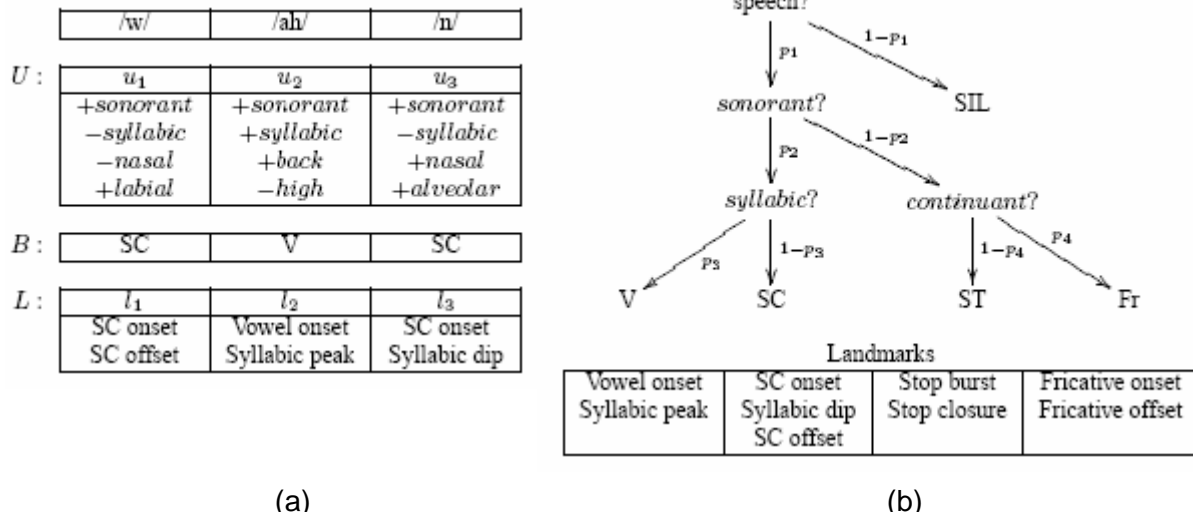 /w/ /ah/ /n/
U : u₁ u₂ u₃
+sonorant +sonorant +sonorant
−syllabic +syllabic −syllabic
−nasal +back +nasal
+labial −high +alveolar
B : SC V SC
L : l₁ l₂ l₃
SC onset Vowel onset SC onset
SC offset Syllabic peak Syllabic dip
(a)
speech?
p₁ 1−p₁
sonorant? SIL
p₂ 1−p₂
syllabic? continuant?
p₃ 1−p₃ 1−p₄ p₄
V SC ST Fr
Landmarks
Vowel onset SC onset Stop burst Fricative onset
Syllabic peak Syllabic dip Stop closure Fricative offset
SC offset
(b)